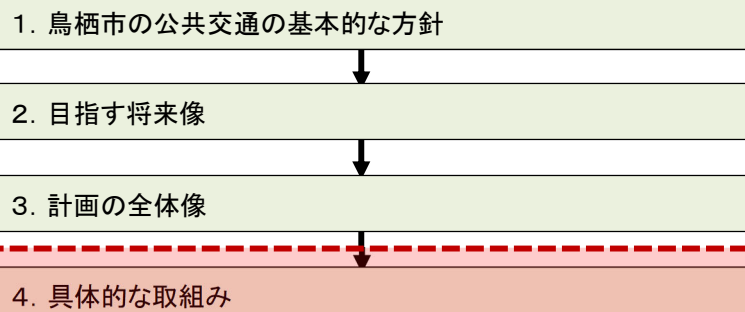 1．鳥栖市の公共交通の基本的な方針
2．目指す将来像
3．計画の全体像
4．具体的な取組み